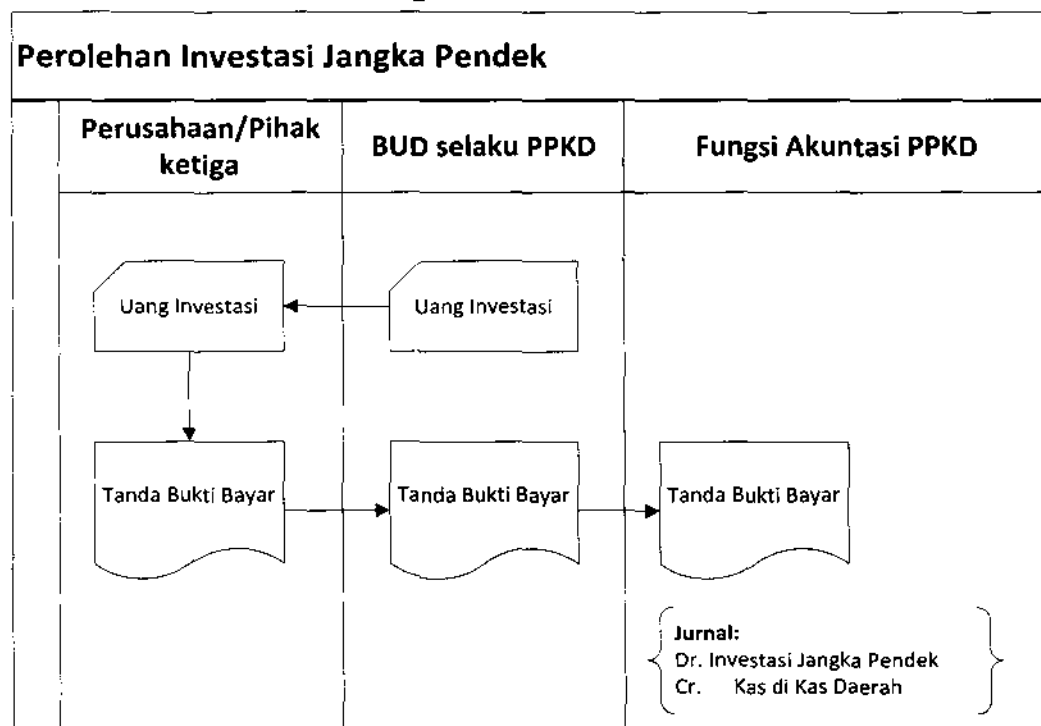 Perolehan Investasi Jangka Pendek
Perusahaan/Pihak
ketiga
BUD selaku PPKD
Fungsi Akuntasi PPKD
Uang Investasi
Uang Investasi
Tanda Bukti Bayar
Tanda Bukti Bayar
Tanda Bukti Bayar
Jurnal:
Dr. Investasi Jangka Pendek
Cr. Kas di Kas Daerah